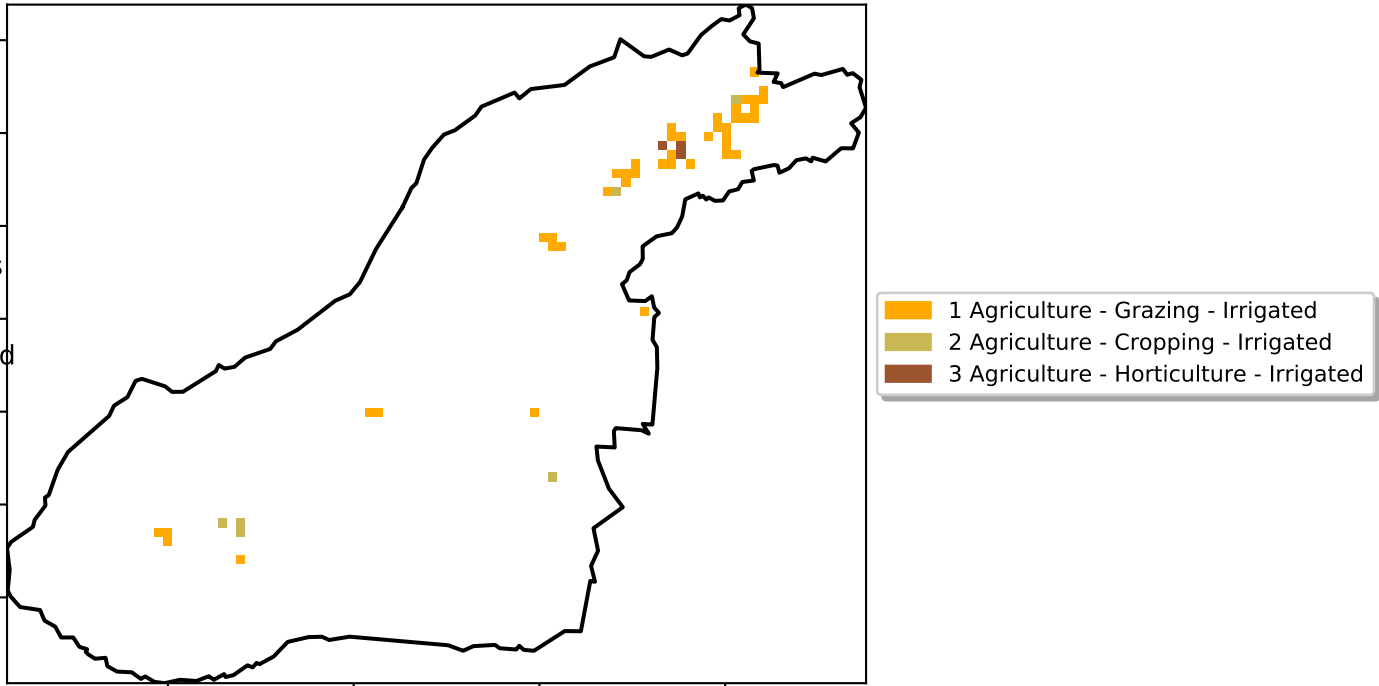 1 Agriculture - Grazing - Irrigated
d
2 Agriculture - Cropping - Irrigated
3 Agriculture - Horticulture - Irrigated